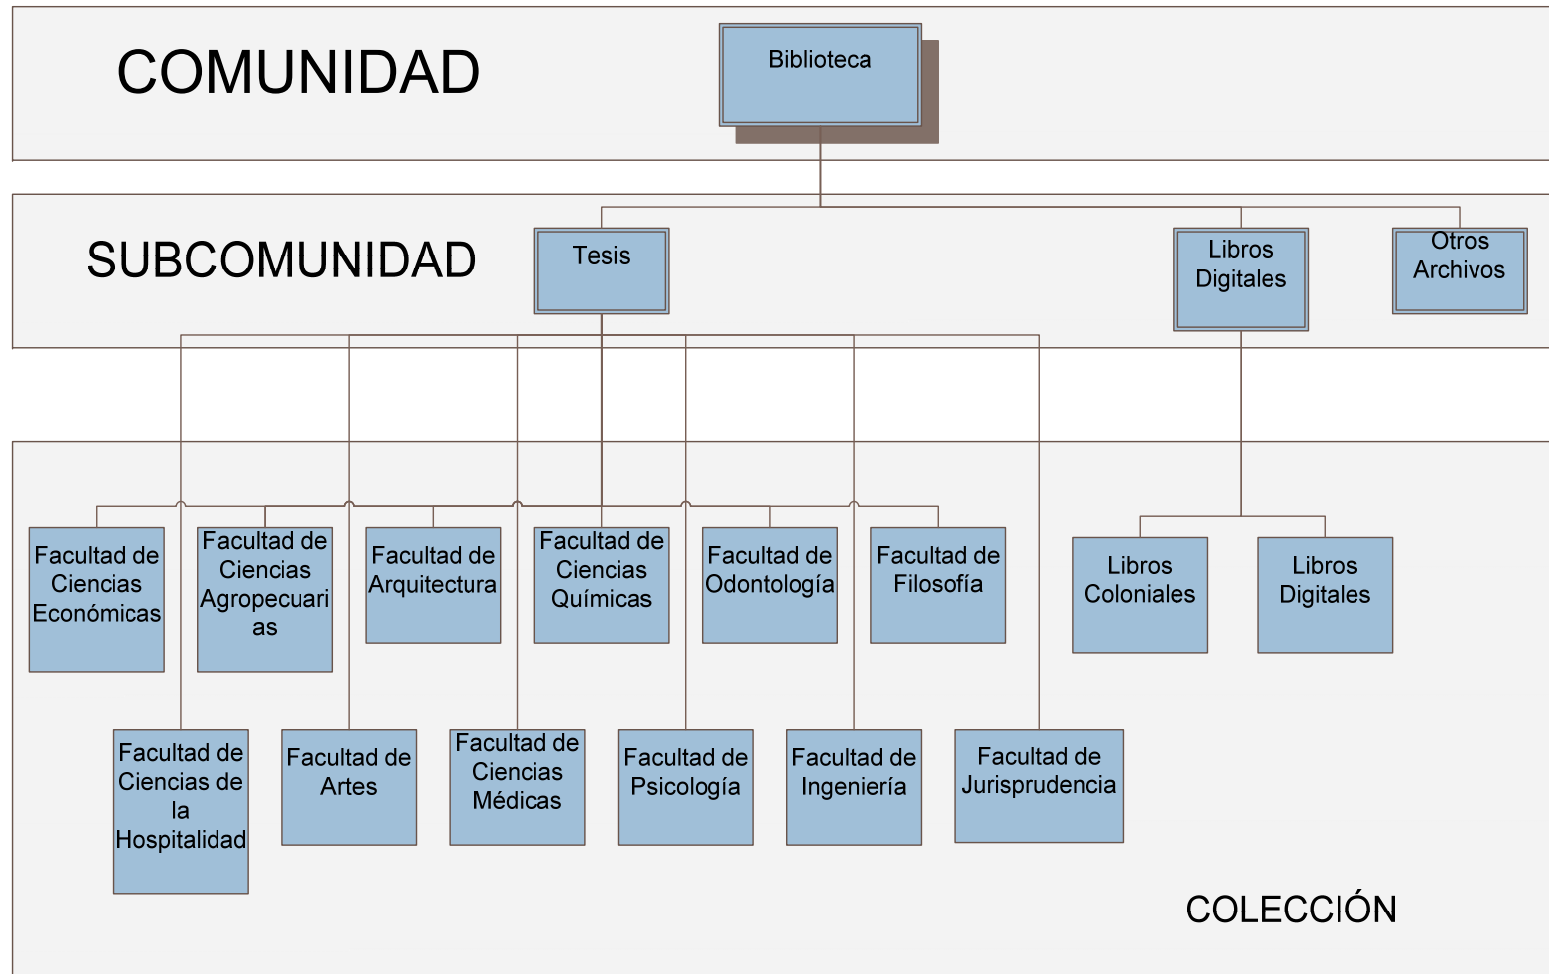 COMUNIDAD
Biblioteca
SUBCOMUNIDAD
Tesis
Libros
Digitales
Otros
Archivos
Facultad de
Ciencias
Económicas
Facultad de
Ciencias
Agropecuari
as
Facultad de
Arquitectura
Facultad de
Ciencias
Químicas
Facultad de
Odontología
Facultad de
Filosofía
Libros
Coloniales
Libros
Digitales
Facultad de
Ciencias de
la
Hospitalidad
Facultad de
Artes
Facultad de
Ciencias
Médicas
Facultad de
Psicología
Facultad de
Ingeniería
Facultad de
Jurisprudencia
COLECCIÓN